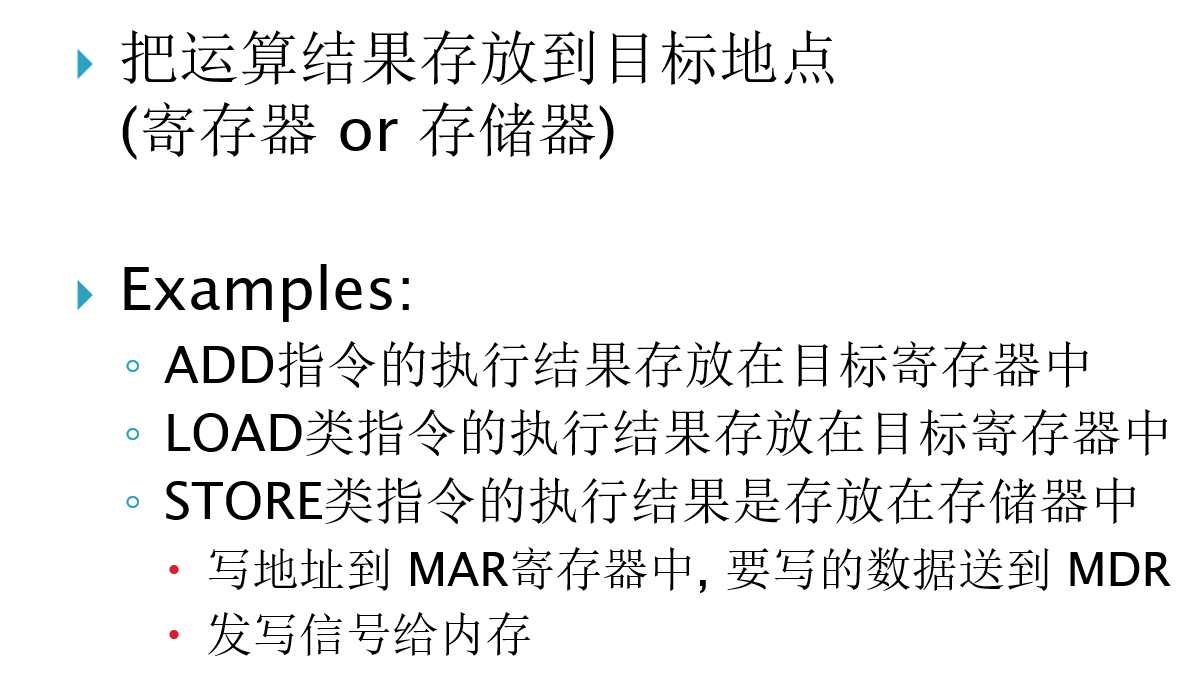 把运算结果存放到目标地点
(寄存器 or 存储器)
Examples:
ADD指令的执行结果存放在目标寄存器中
LOAD类指令的执行结果存放在目标寄存器中
STORE类指令的执行结果是存放在存储器中
写地址到 MAR寄存器中, 要写的数据送到 MDR
发写信号给内存